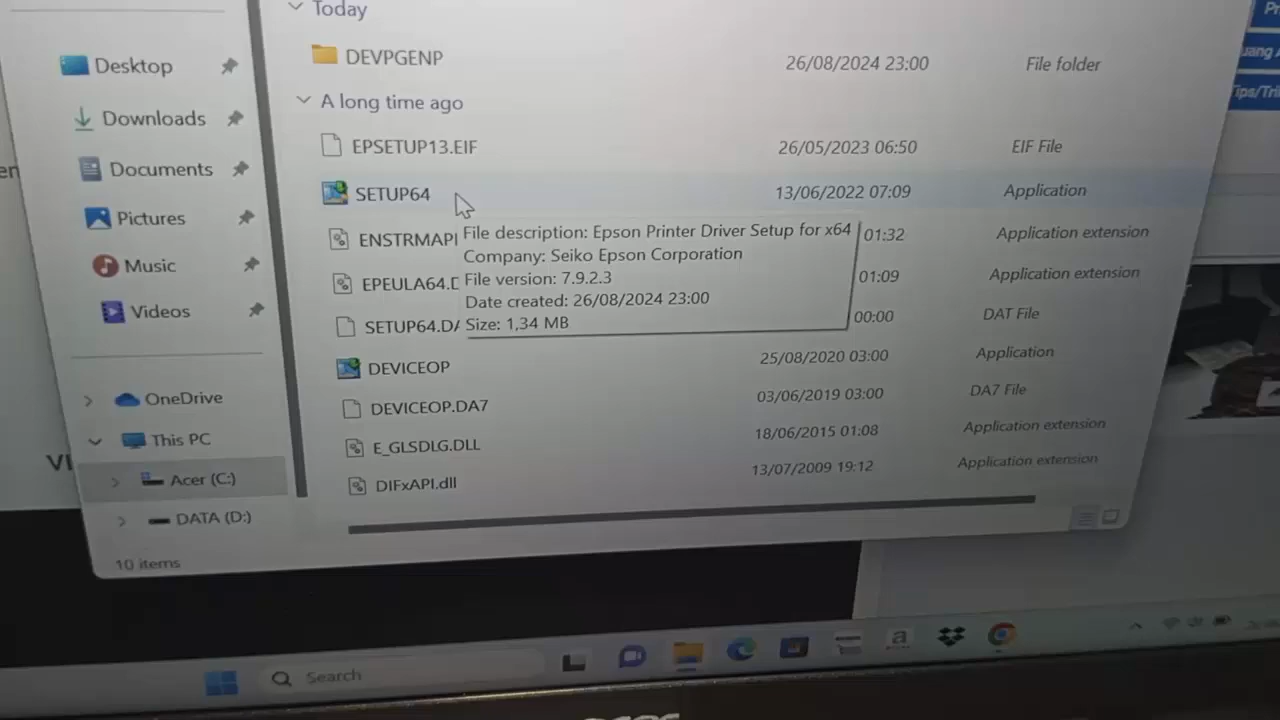 Today
DEVPGENP 26/08/2024 23:00 File folder
A long time ago
EPSETUP13.EIF 26/05/2023 06:50 EIF File
SETUP64 13/06/2022 07:09 Application
ENSTRMAPI 01:32 Application extension
EPEULA64.D 01:09 Application extension
SETUP64.DA 00:00 DAT File
File description: Epson Printer Driver Setup for x64
Company: Seiko Epson Corporation
File version: 7.9.2.3
Date created: 26/08/2024 23:00
Size: 1,34 MB
DEVICEOP 25/08/2020 03:00 Application
DEVICEOP.DA7 03/06/2019 03:00 DA7 File
E_GLSDLG.DLL 18/06/2015 01:08 Application extension
DIFxAPI.dll 13/07/2009 19:12 Application extension
Desktop
Downloads
Documents
Pictures
Music
Videos
OneDrive
This PC
Acer (C:)
DATA (D:)
10 items
Search